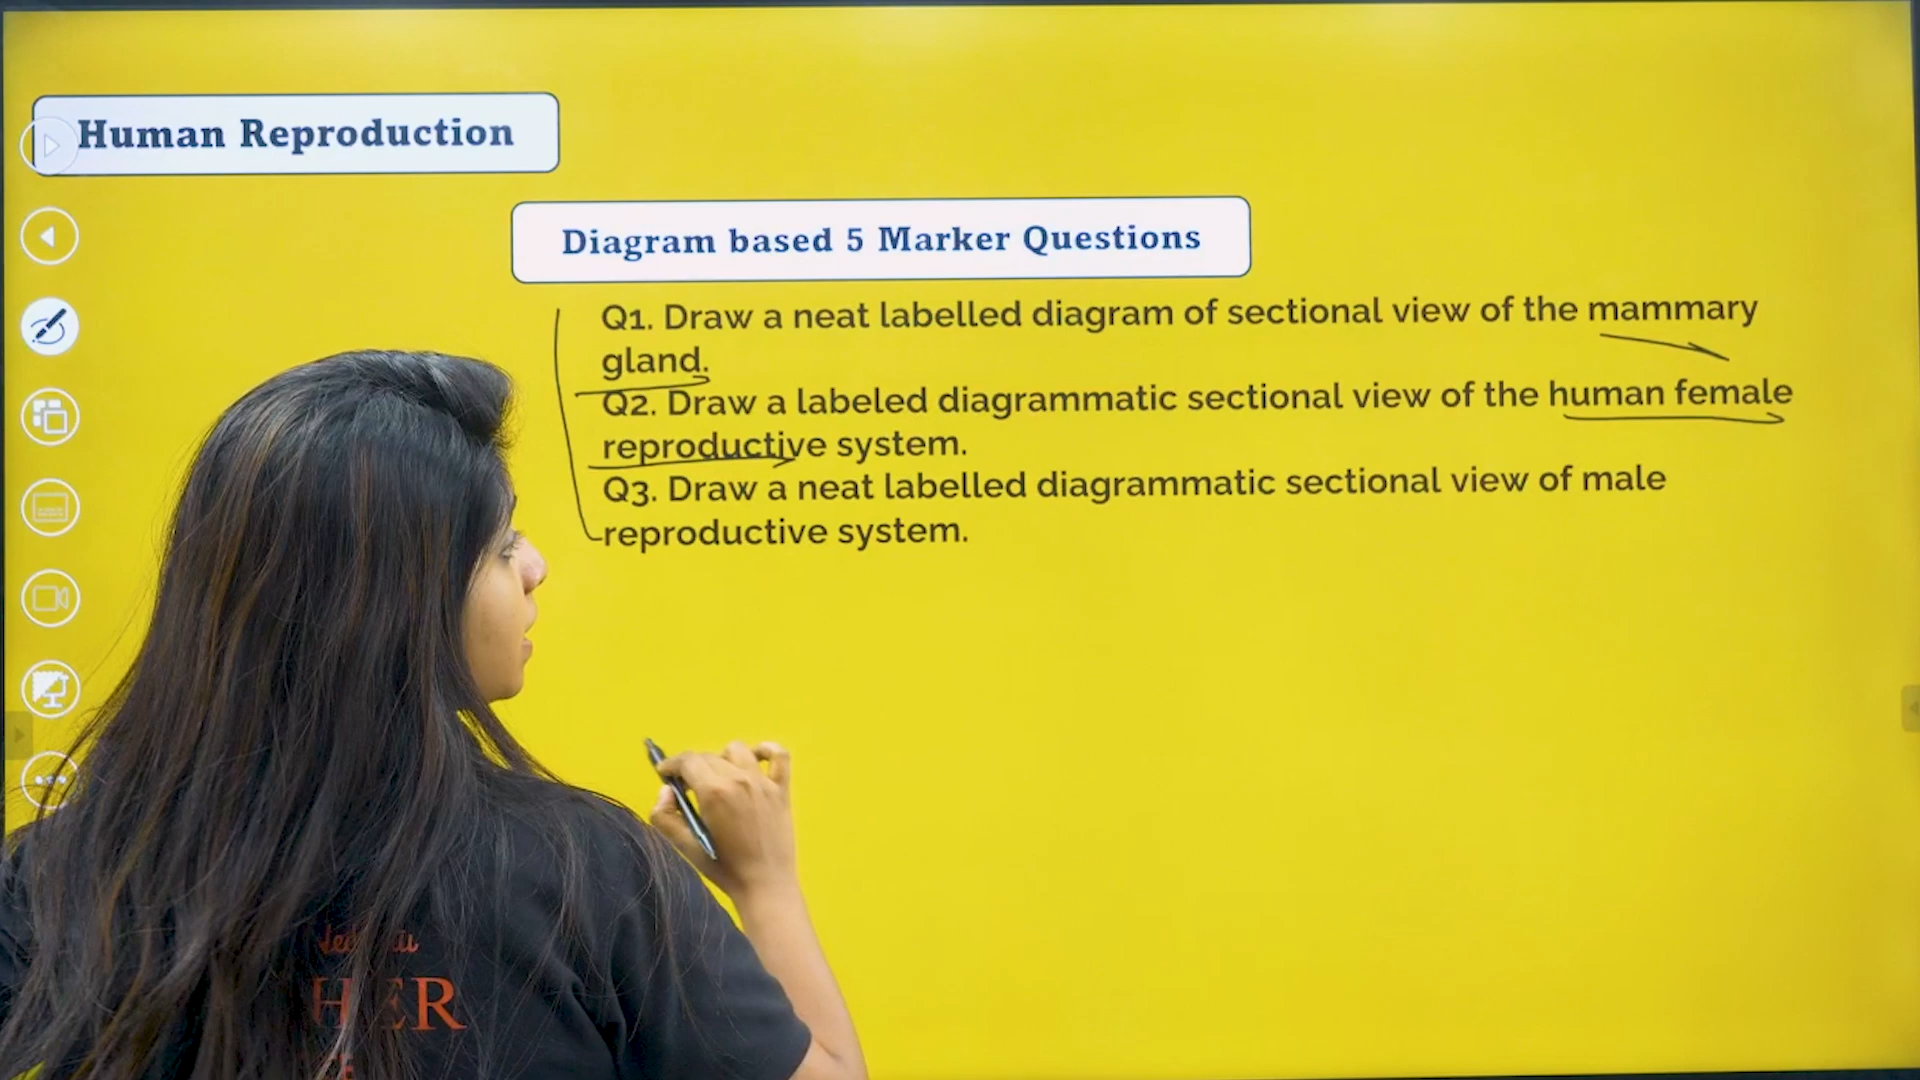 Human Reproduction
Diagram based 5 Marker Questions
Q1. Draw a neat labelled diagram of sectional view of the mammary
gland.
Q2. Draw a labeled diagrammatic sectional view of the human female
reproductive system.
Q3. Draw a neat labelled diagrammatic sectional view of male
reproductive system.